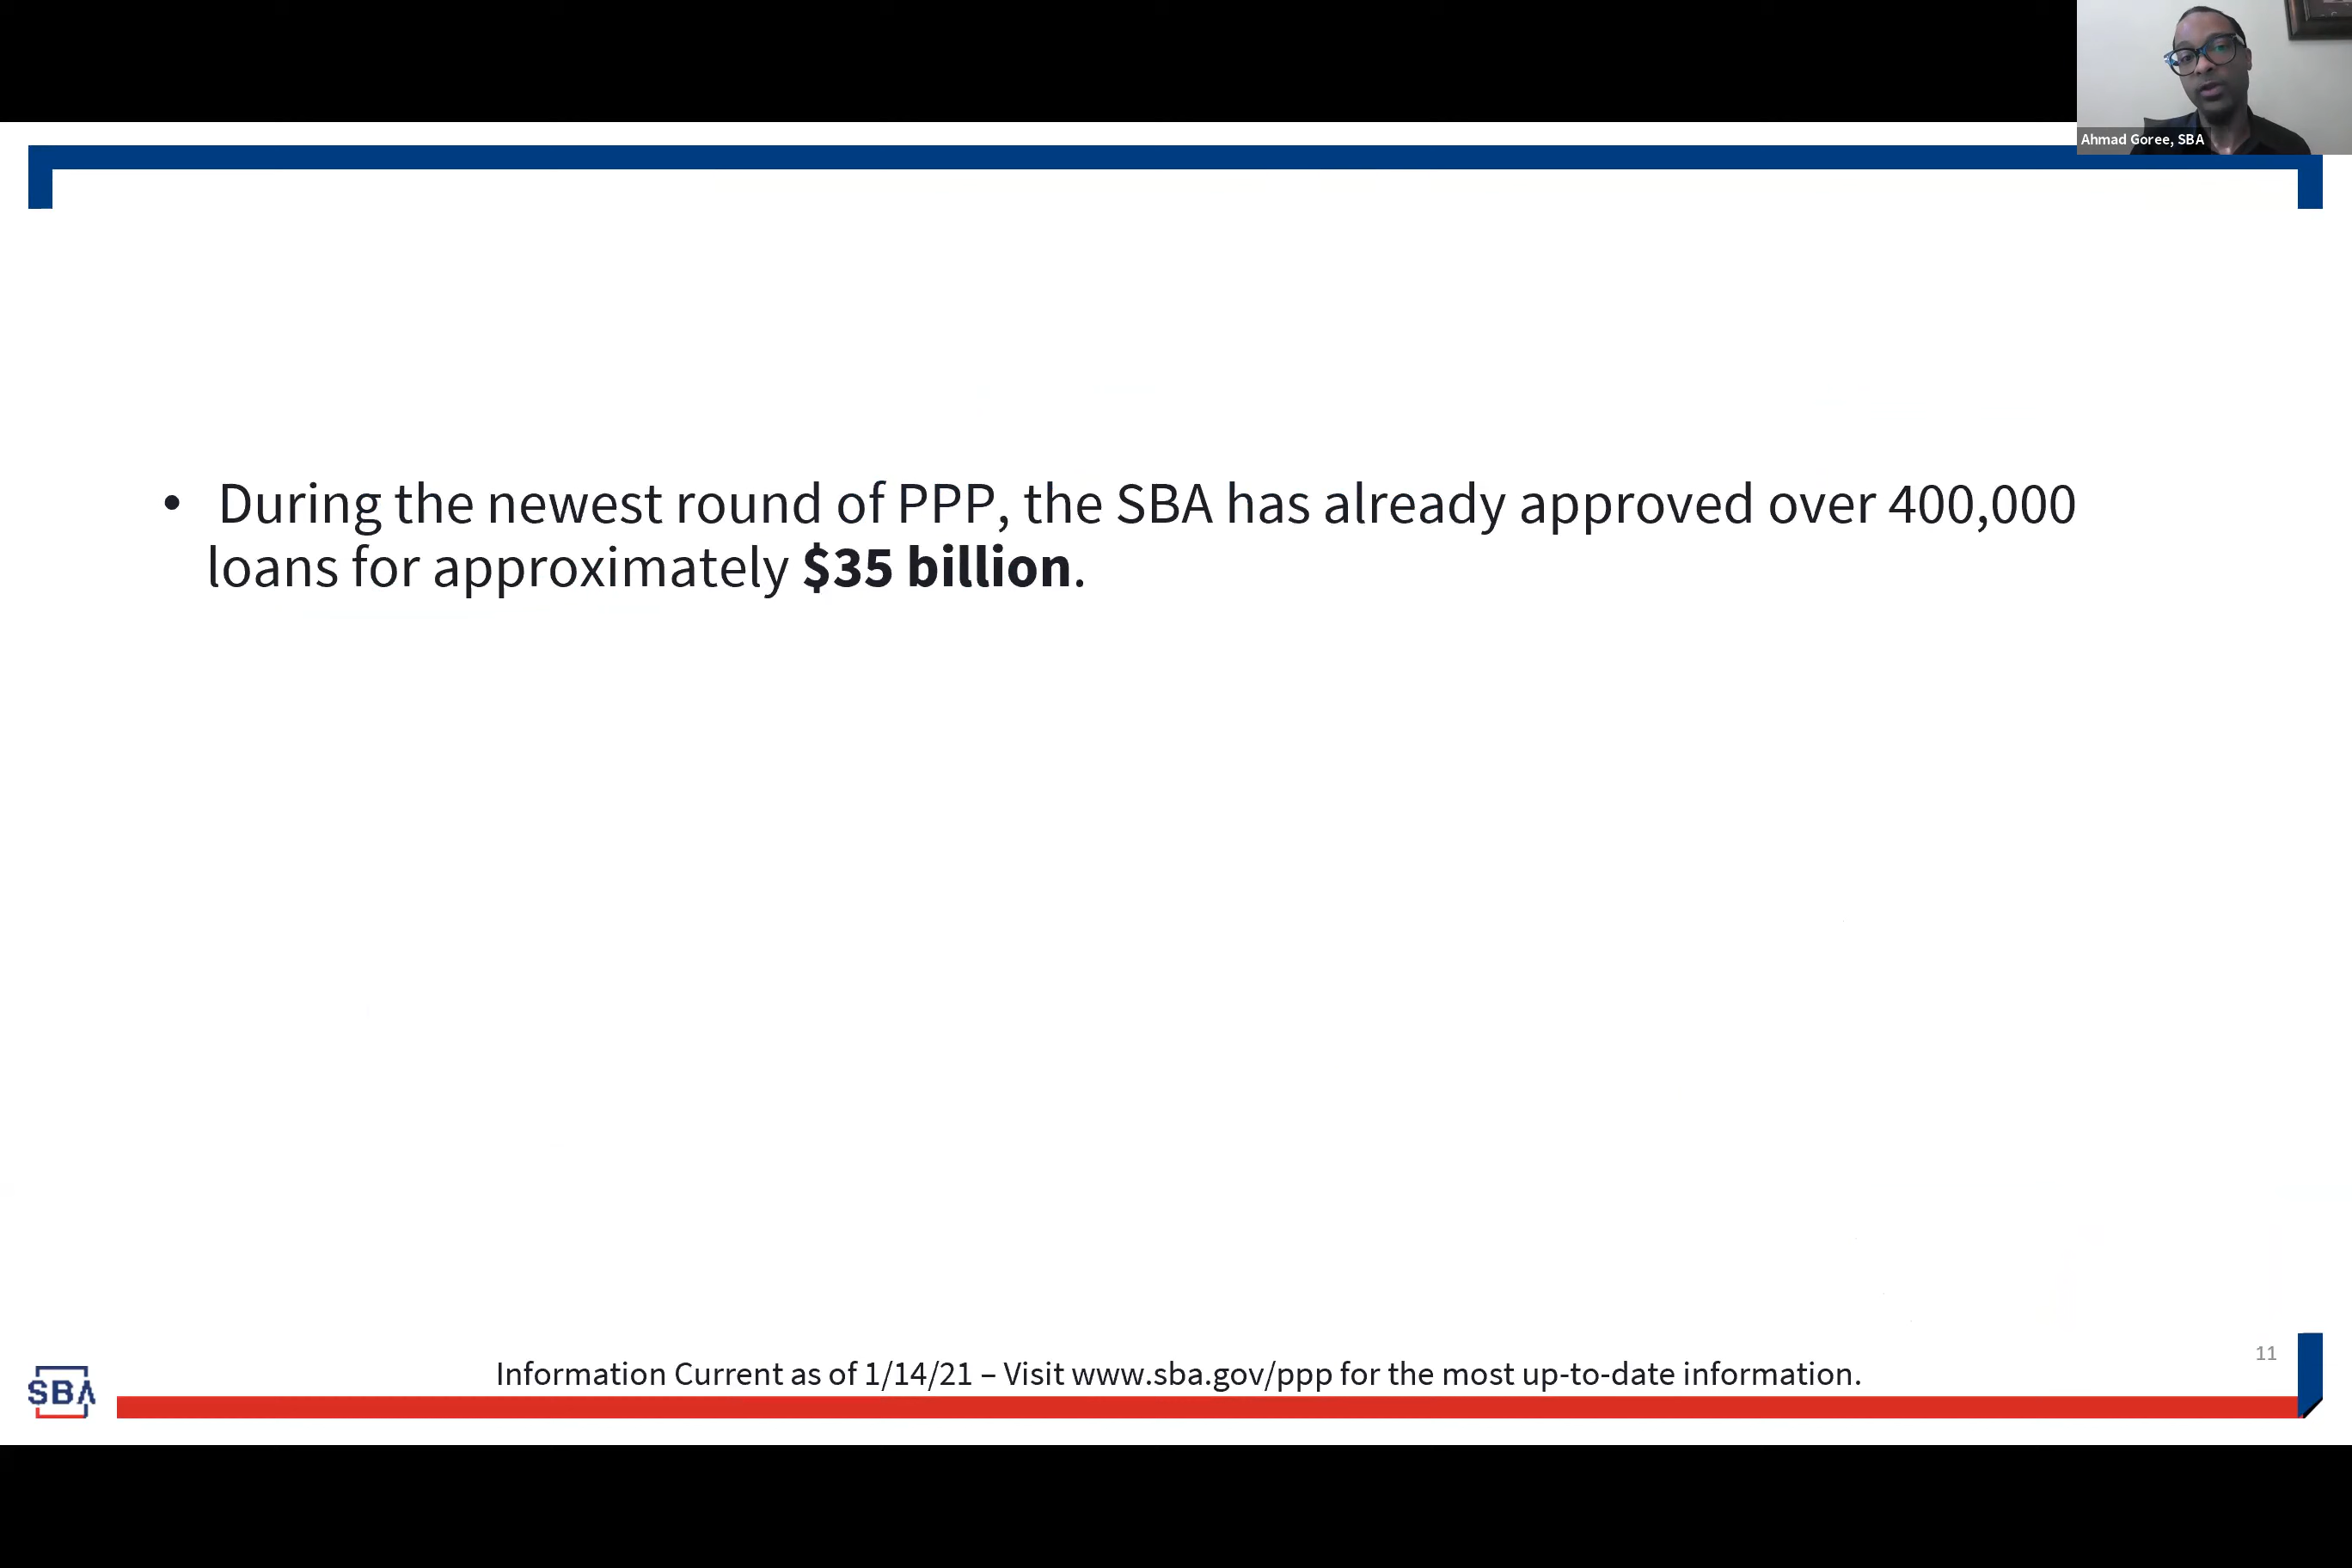 Ahmad Goree, SBA
• During the newest round of PPP, the SBA has already approved over 400,000
loans for approximately $35 billion.
11
Information Current as of 1/14/21 – Visit www.sba.gov/ppp for the most up-to-date information.
SBA